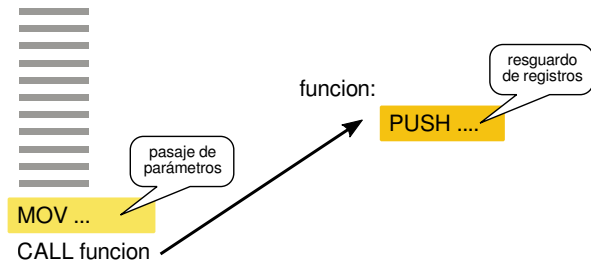 resguardo
de registros
funcion:
PUSH ....
pasaje de
parámetros
MOV ...
CALL funcion